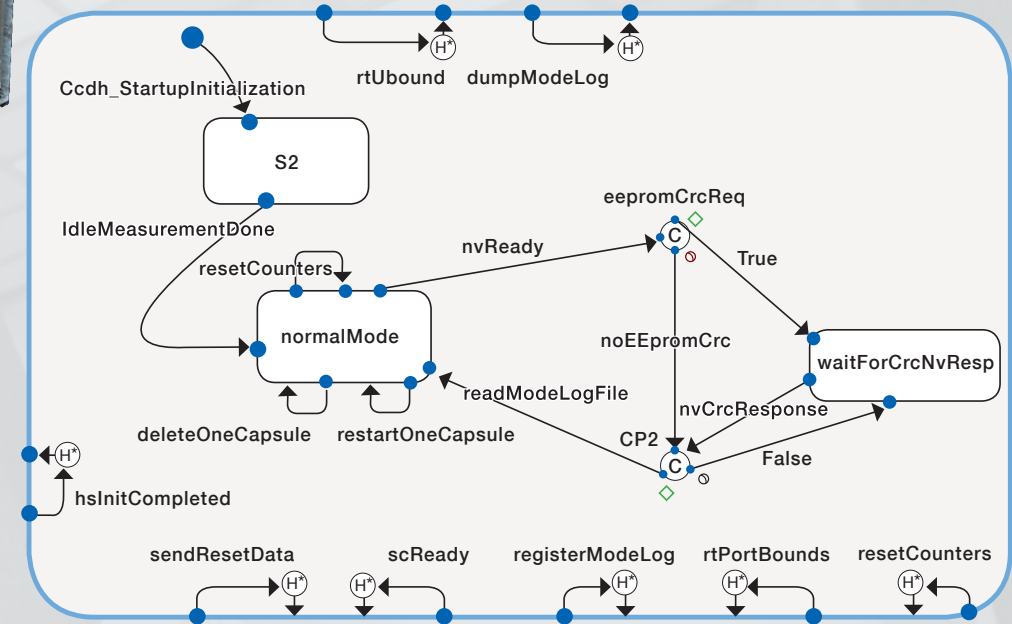 H*
H*
rtUbound
dumpModeLog
Ccdh_StartupInitialization
S2
eepromCrcReq
IdleMeasurementDone
C
nvReady
resetCounters
True
normalMode
noEEpromCrc
waitForCrcNvResp
readModeLogFile
nvCrcResponse
deleteOneCapsule
restartOneCapsule
CP2
C
False
H*
hsInitCompleted
sendResetData
scReady
registerModeLog
rtPortBounds
resetCounters
H*
H*
H*
H*
H*